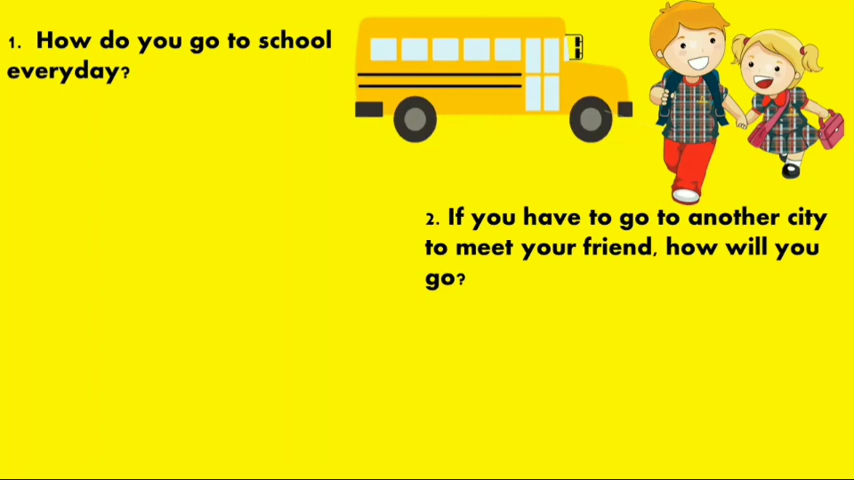 1. How do you go to school
everyday?
2. If you have to go to another city
to meet your friend, how will you
go?